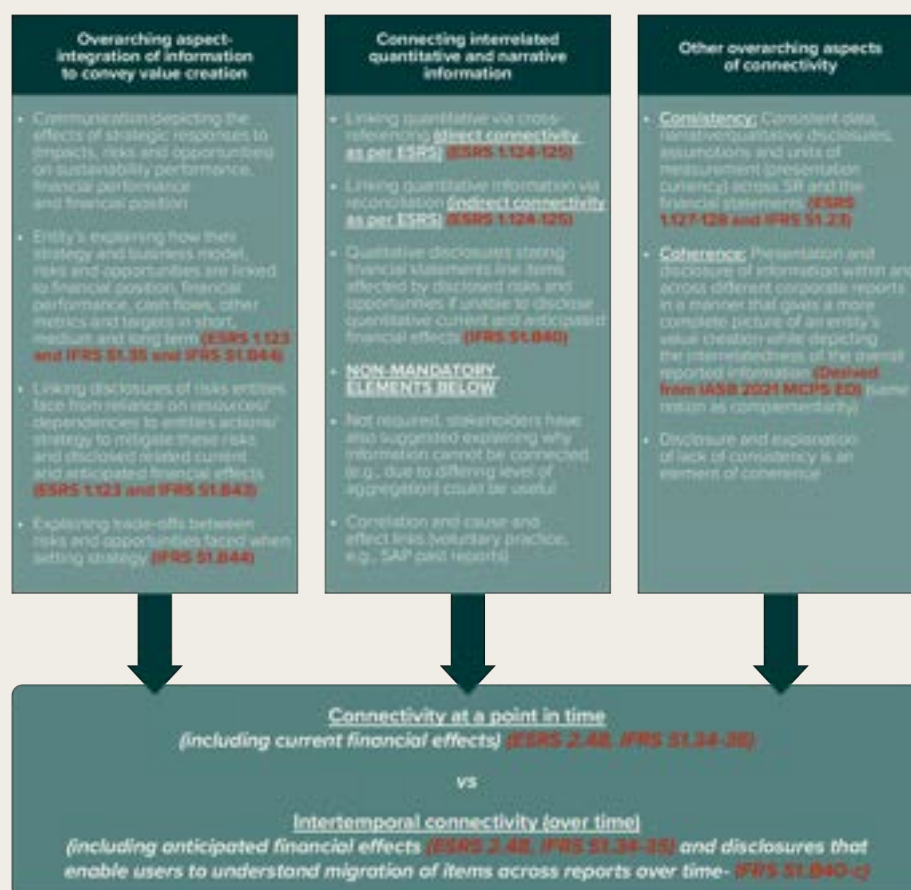 Overarching aspect-
integration of information
to convey value creation
• Communication/depicting the
effects of strategic responses to
(impacts, risks and opportunities)
on sustainability performance,
financial performance
and financial position
• Entity's explaining how their
strategy and business model,
risks and opportunities are linked
to financial position, financial
performance, cash flows, other
metrics and targets in short,
medium and long term (ESRS 1.123
and IFRS S1.35 and IFRS S1.B44)
• Linking disclosures of risks entities
face from reliance on resources/
dependencies to entities actions/
strategy to mitigate these risks
and disclosed related current
and anticipated financial effects
(ESRS 1.123 and IFRS S1.B43)
• Explaining trade-offs between
risks and opportunities faced when
setting strategy (IFRS S1.B44)
Connecting interrelated
quantitative and narrative
information
• Linking quantitative via cross-
referencing (direct connectivity
as per ESRS) (ESRS 1.124-125)
• Linking quantitative information via
reconciliation (indirect connectivity
as per ESRS) (ESRS 1.124-125)
• Qualitative disclosures stating
financial statements line items
affected by disclosed risks and
opportunities if unable to disclose
quantitative current and anticipated
financial effects (IFRS S1.B40)
• NON-MANDATORY
ELEMENTS BELOW
• Not required, stakeholders have
also suggested explaining why
information cannot be connected
(e.g., due to differing level of
aggregation) could be useful
• Correlation and cause and
effect links (voluntary practice,
e.g., SAP past reports)
Other overarching aspects
of connectivity
• Consistency: Consistent data,
narrative/qualitative disclosures,
assumptions and units of
measurement (presentation
currency) across SR and the
financial statements (ESRS
1.127-128 and IFRS S1.23)
• Coherence: Presentation and
disclosure of information within and
across different corporate reports
in a manner that gives a more
complete picture of an entity's
value creation while depicting
the interrelatedness of the overall
reported information (Derived
from IASB 2021 MCPS ED) (same
notion as complementarity)
• Disclosure and explanation
of lack of consistency is an
element of coherence
Connectivity at a point in time
(including current financial effects) (ESRS 2.48, IFRS S1.34-35)
vs
Intertemporal connectivity (over time)
(including anticipated financial effects (ESRS 2.48, IFRS S1.34-35) and disclosures that
enable users to understand migration of items across reports over time- (IFRS S1.B40-c)